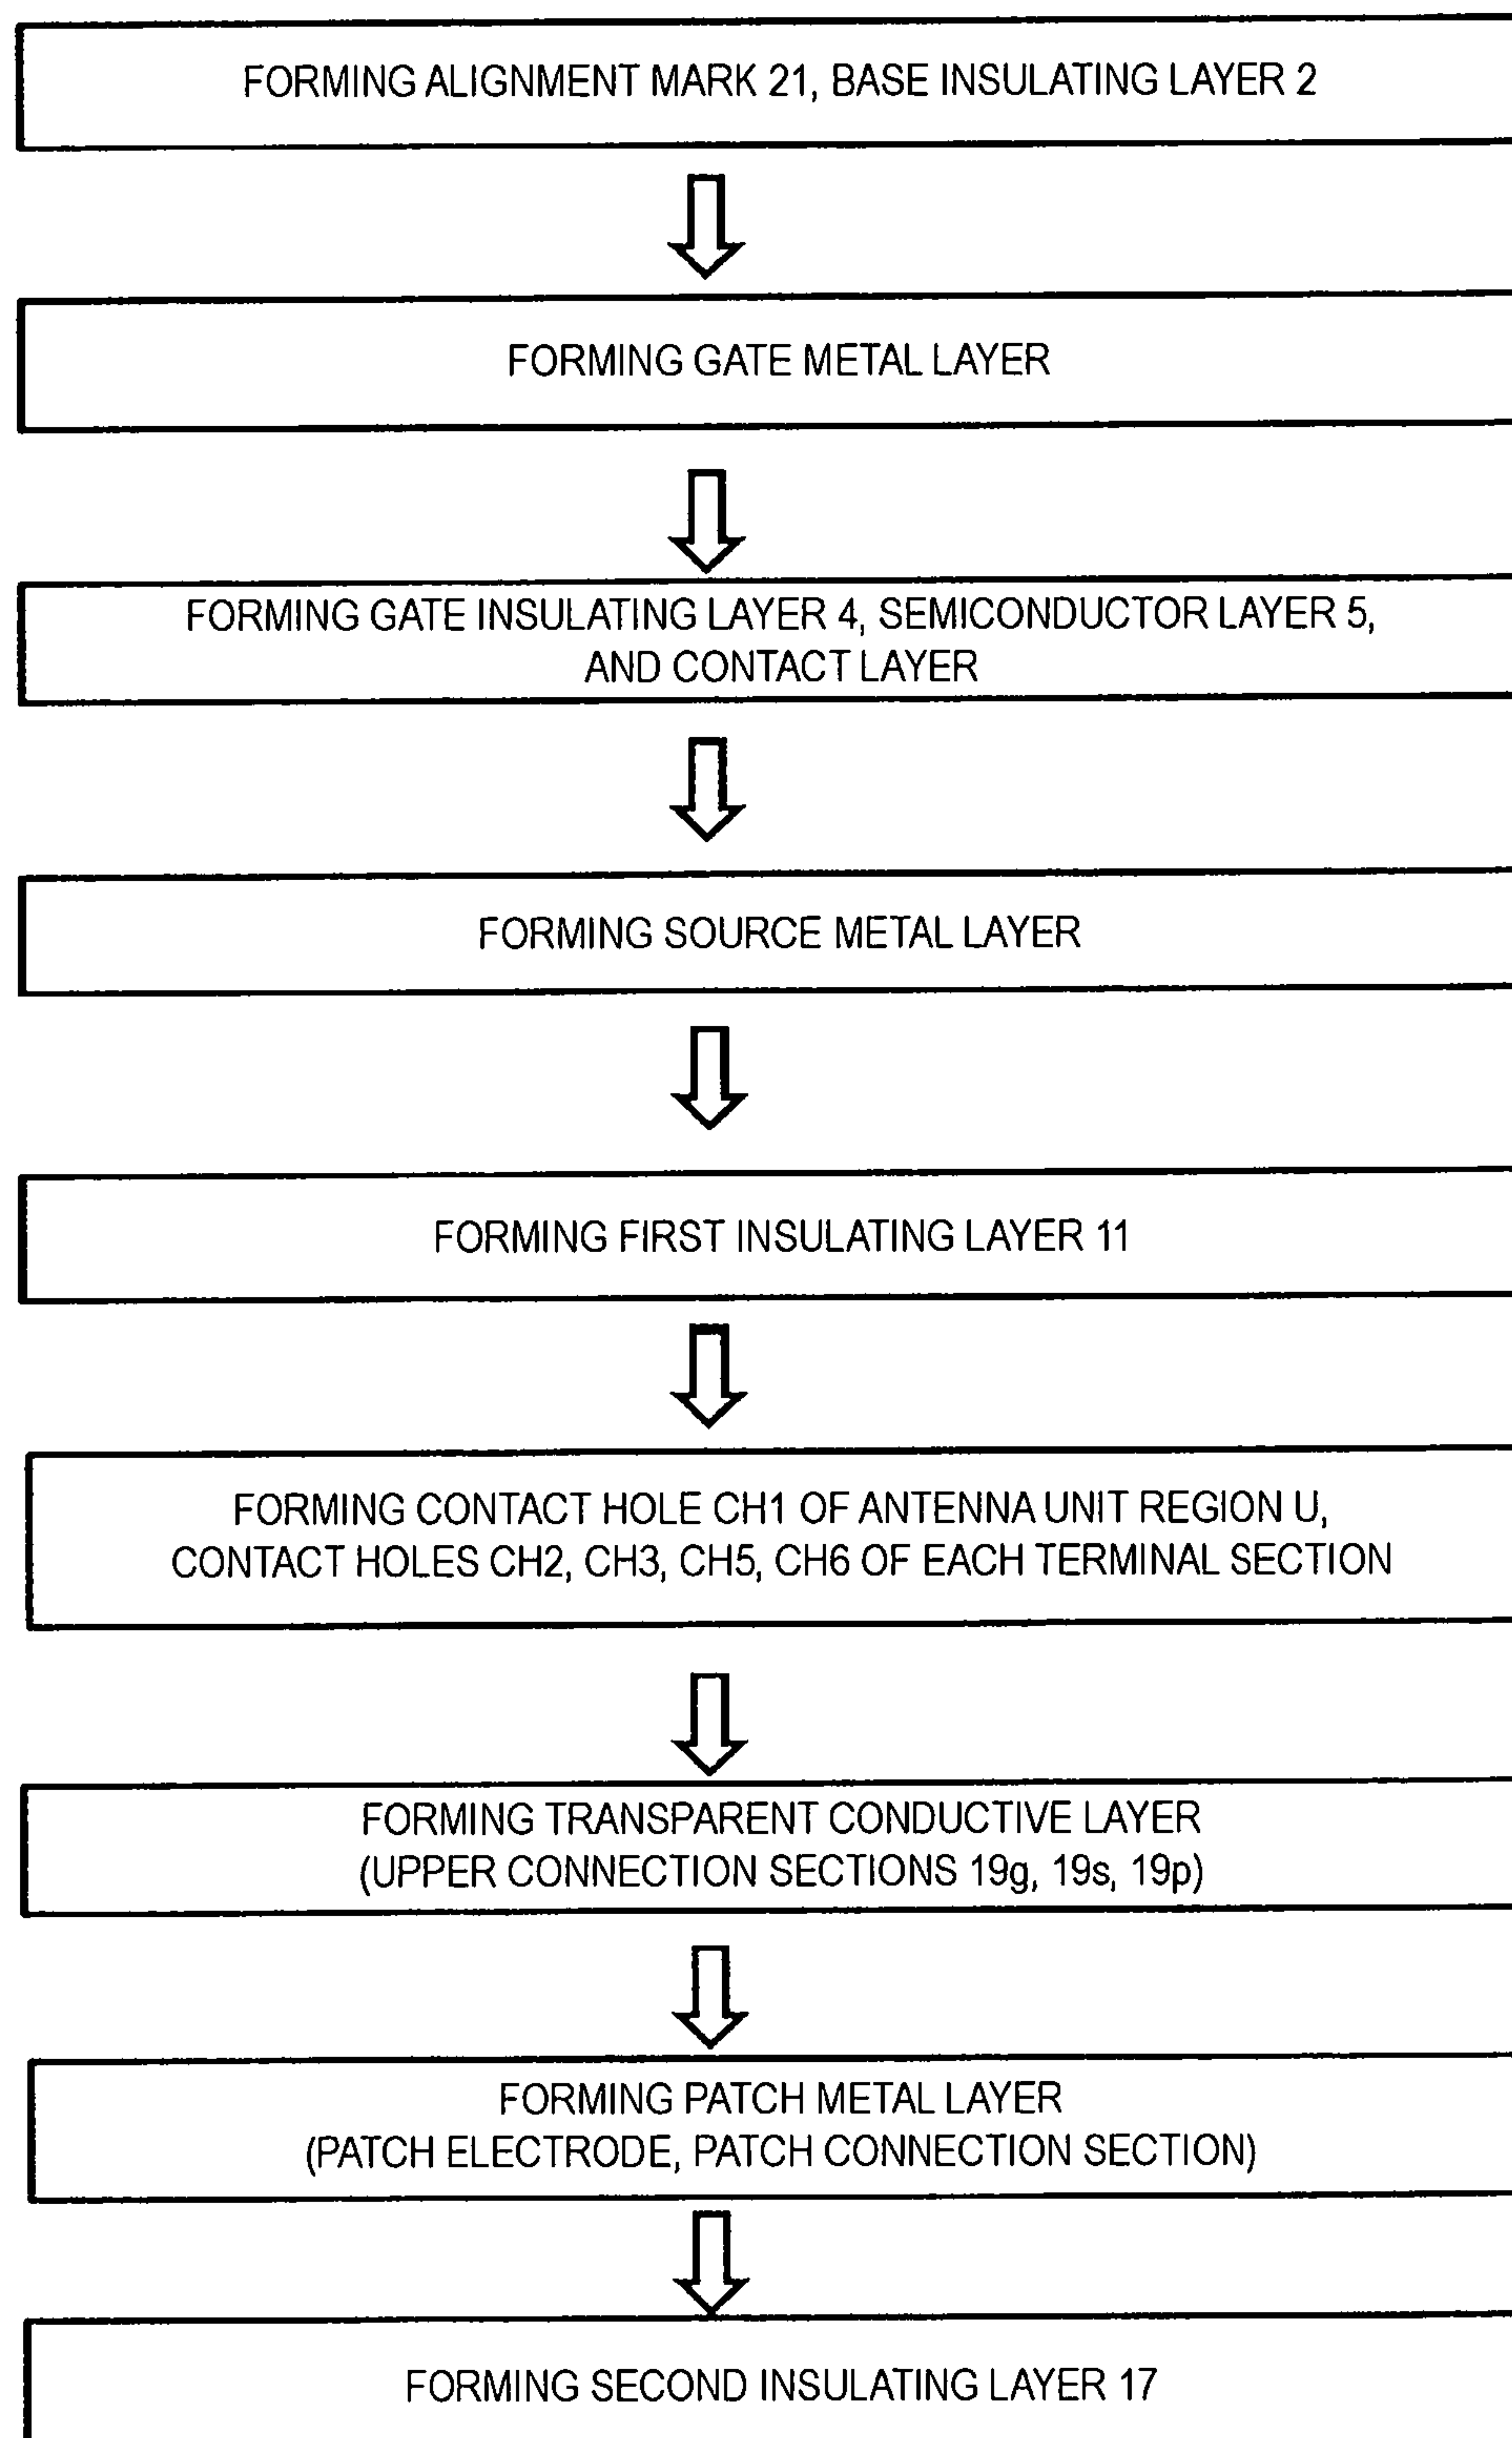 FORMING ALIGNMENT MARK 21, BASE INSULATING LAYER 2
FORMING GATE METAL LAYER
FORMING GATE INSULATING LAYER 4, SEMICONDUCTOR LAYER 5,
AND CONTACT LAYER
FORMING SOURCE METAL LAYER
FORMING FIRST INSULATING LAYER 11
FORMING CONTACT HOLE CH1 OF ANTENNA UNIT REGION U,
CONTACT HOLES CH2, CH3, CH5, CH6 OF EACH TERMINAL SECTION
FORMING TRANSPARENT CONDUCTIVE LAYER
(UPPER CONNECTION SECTIONS 19g, 19s, 19p)
FORMING PATCH METAL LAYER
(PATCH ELECTRODE, PATCH CONNECTION SECTION)
FORMING SECOND INSULATING LAYER 17